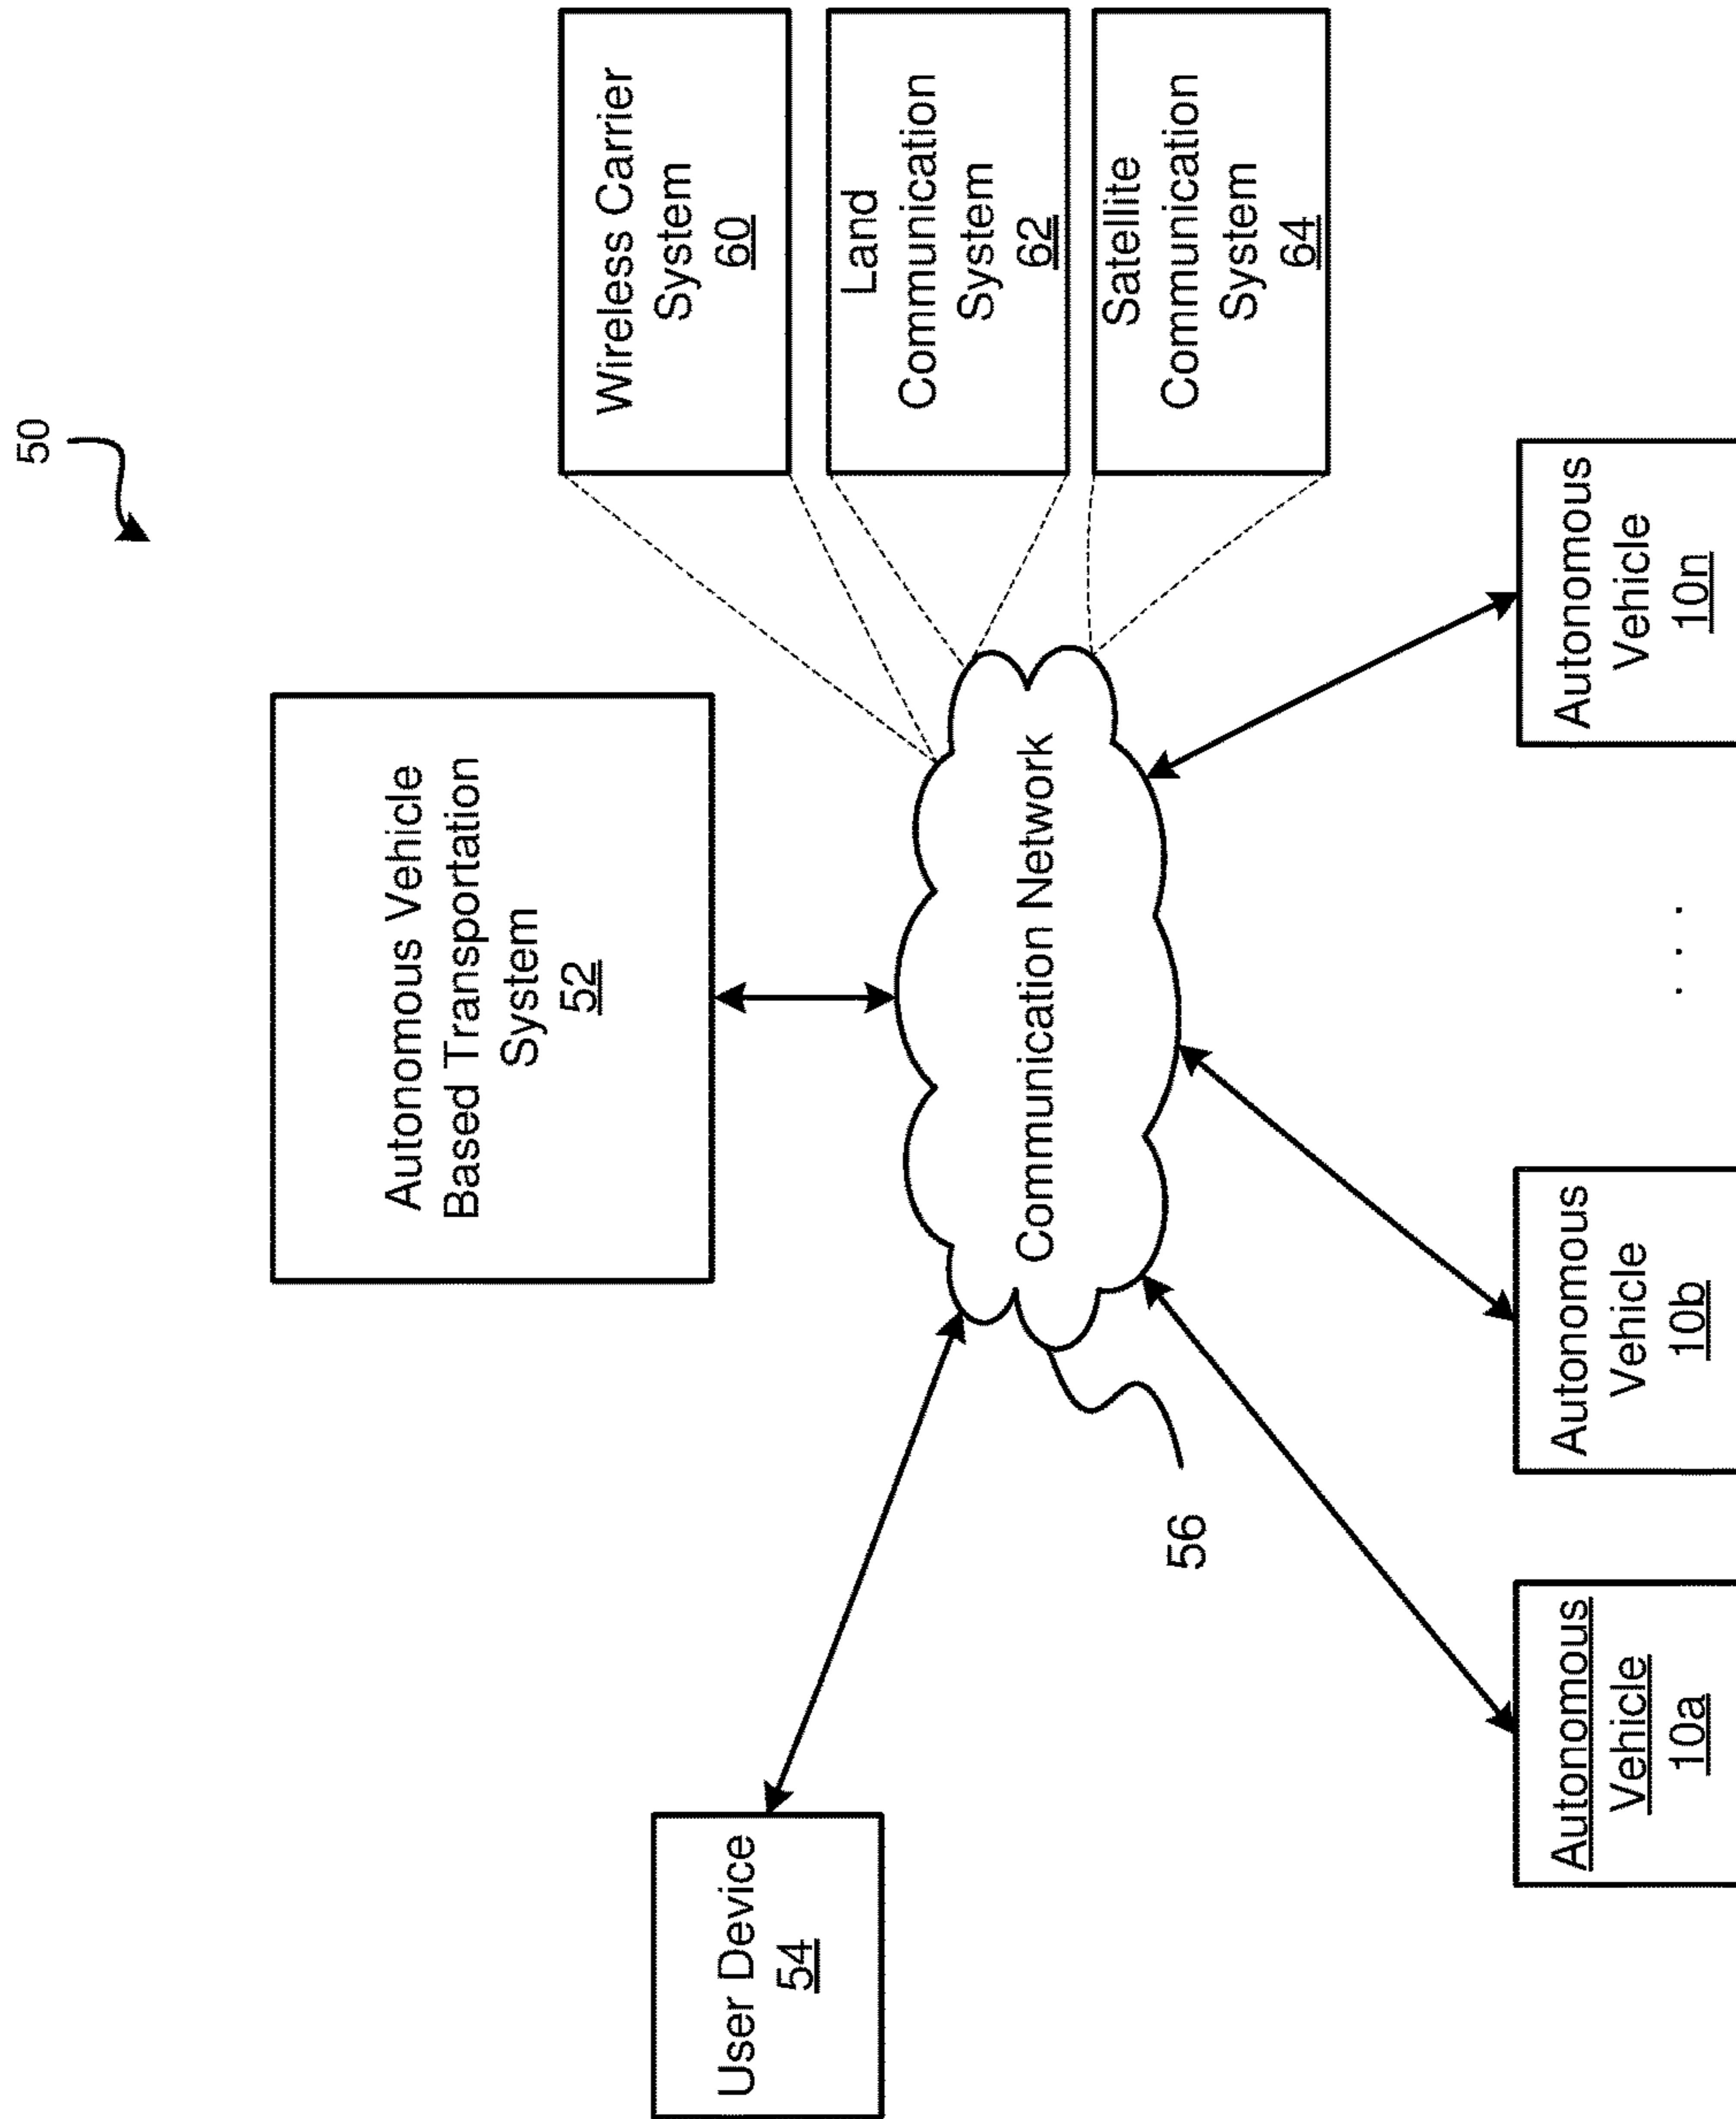 50
Autonomous Vehicle
Based Transportation
System
52
Wireless Carrier
System
60
Land
Communication
System
62
Satellite
Communication
System
64
User Device
54
Communication Network
56
Autonomous
Vehicle
10a
Autonomous
Vehicle
10b
. . .
Autonomous
Vehicle
10n